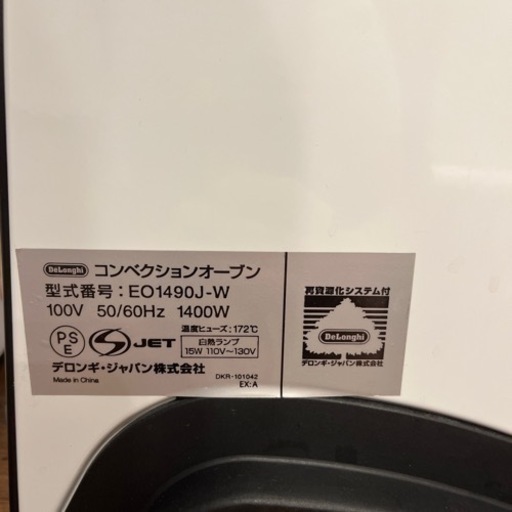 DeLonghi コンベクションオーブン
型式番号：EO1490J-W
100V 50/60Hz 1400W
温度ヒューズ：172℃
PS
E
JET
白熱ランプ
15W 110V～130V
デロンギ・ジャパン株式会社
Made in China
DKR-101042
EX:A
再資源化システム付
DeLonghi
デロンギ・ジャパン株式会社